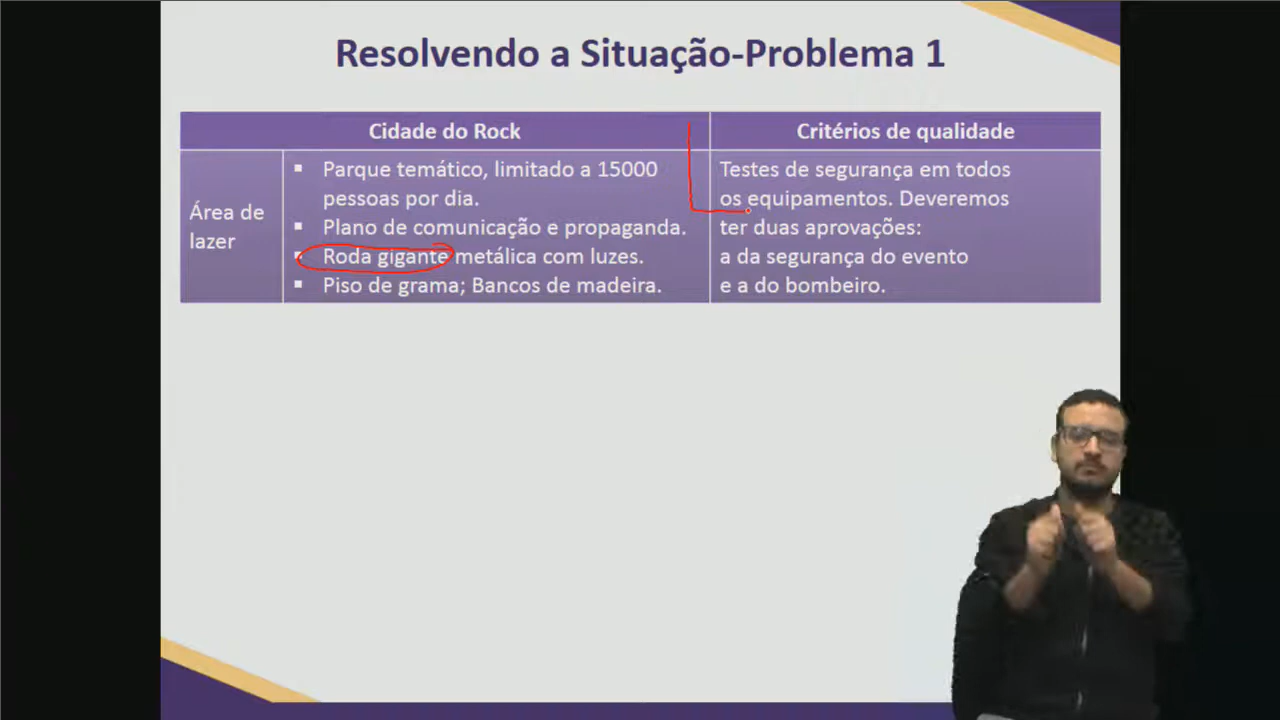 Resolvendo a Situação-Problema 1
Cidade do Rock
Critérios de qualidade
Área de
lazer
▪ Parque temático, limitado a 15000
pessoas por dia.
▪ Plano de comunicação e propaganda.
▪ Roda gigante metálica com luzes.
▪ Piso de grama; Bancos de madeira.
Testes de segurança em todos
os equipamentos. Deveremos
ter duas aprovações:
a da segurança do evento
e a do bombeiro.